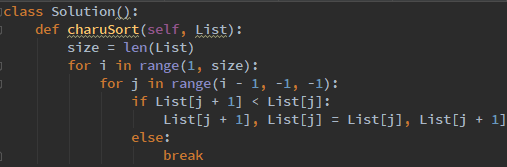 class Solution():
    def charuSort(self, List):
        size = len(List)
        for i in range(1, size):
            for j in range(i - 1, -1, -1):
                if List[j + 1] < List[j]:
                    List[j + 1], List[j] = List[j], List[j + 1]
                else:
                    break